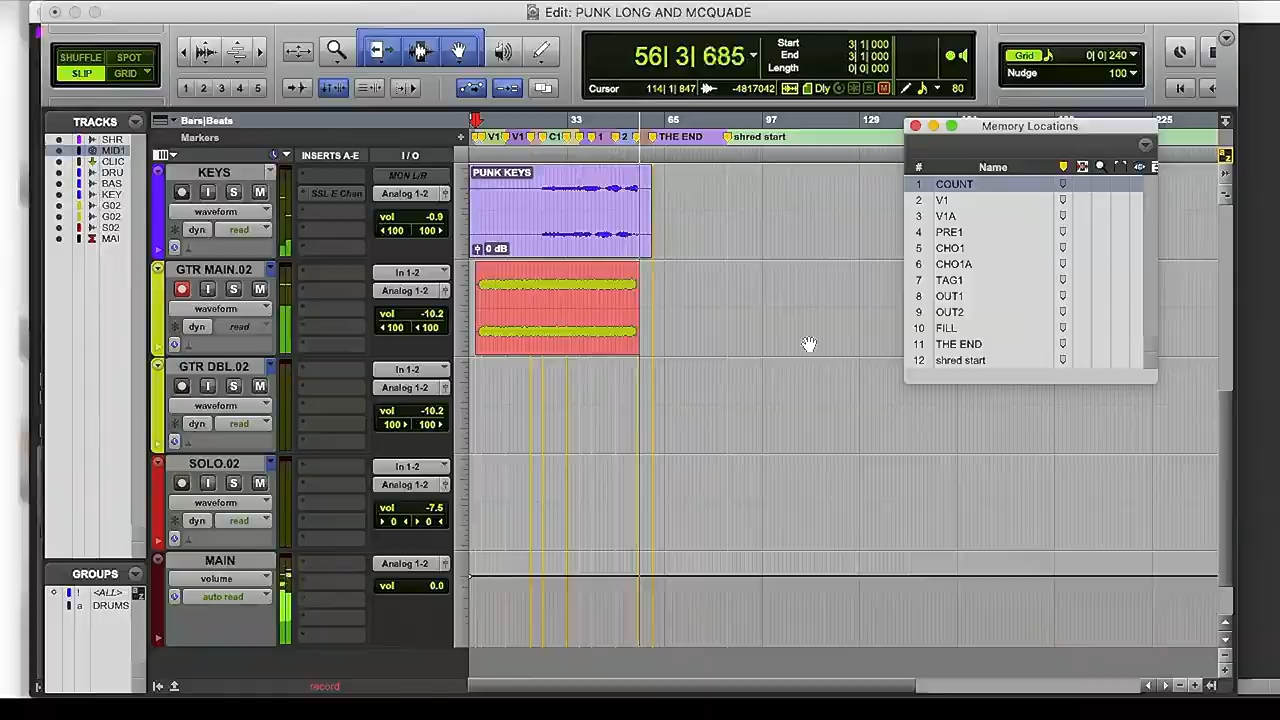 Edit: PUNK LONG AND MCQUADE
SHUFFLE SPOT
SLIP GRID
1 2 3 4 5
56| 3| 685
Start 3| 1| 000
End 3| 1| 000
Length 0| 0| 000
Cursor 114| 1| 847 -4817042 Dly 80
Grid 0| 0| 240
Nudge 100
TRACKS
SHR
MID1
CLIC
DRU
BAS
KEY
G02
G02
S02
MAI
GROUPS
! <ALL>
a DRUMS
Bars|Beats
Markers
33 65 97 129 225
V1 V1 C1 2 THE END shred start
INSERTS A-E I / O
KEYS
I S M
waveform
dyn read
SSL E Chan
MON L/R
Analog 1-2
vol -0.9
100 100
PUNK KEYS
0 dB
GTR MAIN.02
I S M
waveform
dyn read
In 1-2
Analog 1-2
vol -10.2
100 100
GTR DBL.02
I S M
waveform
dyn read
In 1-2
Analog 1-2
vol -10.2
100 100
SOLO.02
I S M
waveform
dyn read
In 1-2
Analog 1-2
vol -7.5
0 0
MAIN
volume
auto read
Analog 1-2
vol 0.0
record
Memory Locations
# Name
1 COUNT
2 V1
3 V1A
4 PRE1
5 CHO1
6 CHO1A
7 TAG1
8 OUT1
9 OUT2
10 FILL
11 THE END
12 shred start